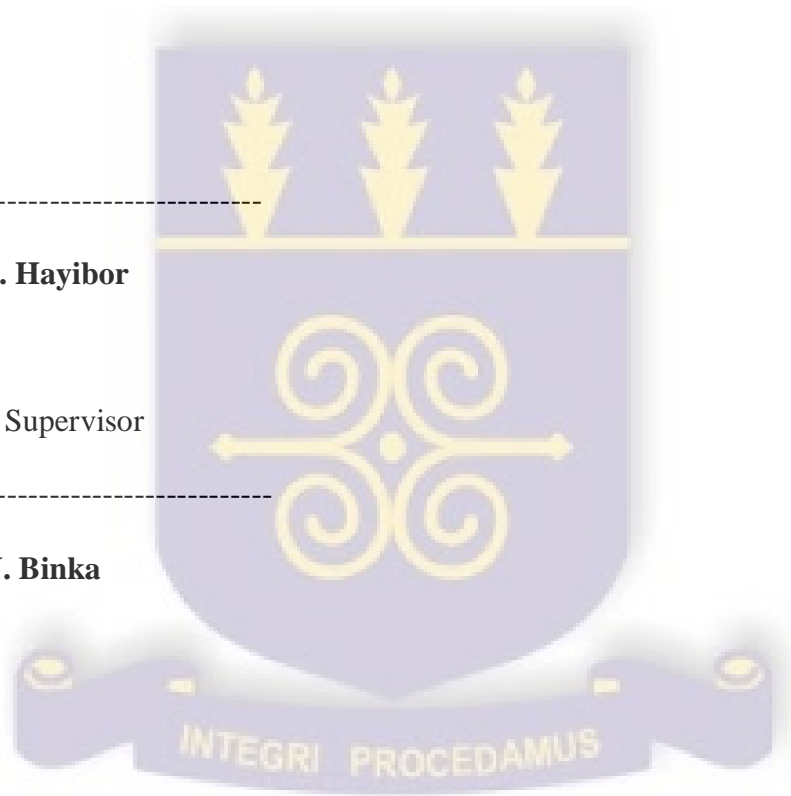 . Hayibor
Supervisor
. Binka
INTEGRI PROCEDAMUS